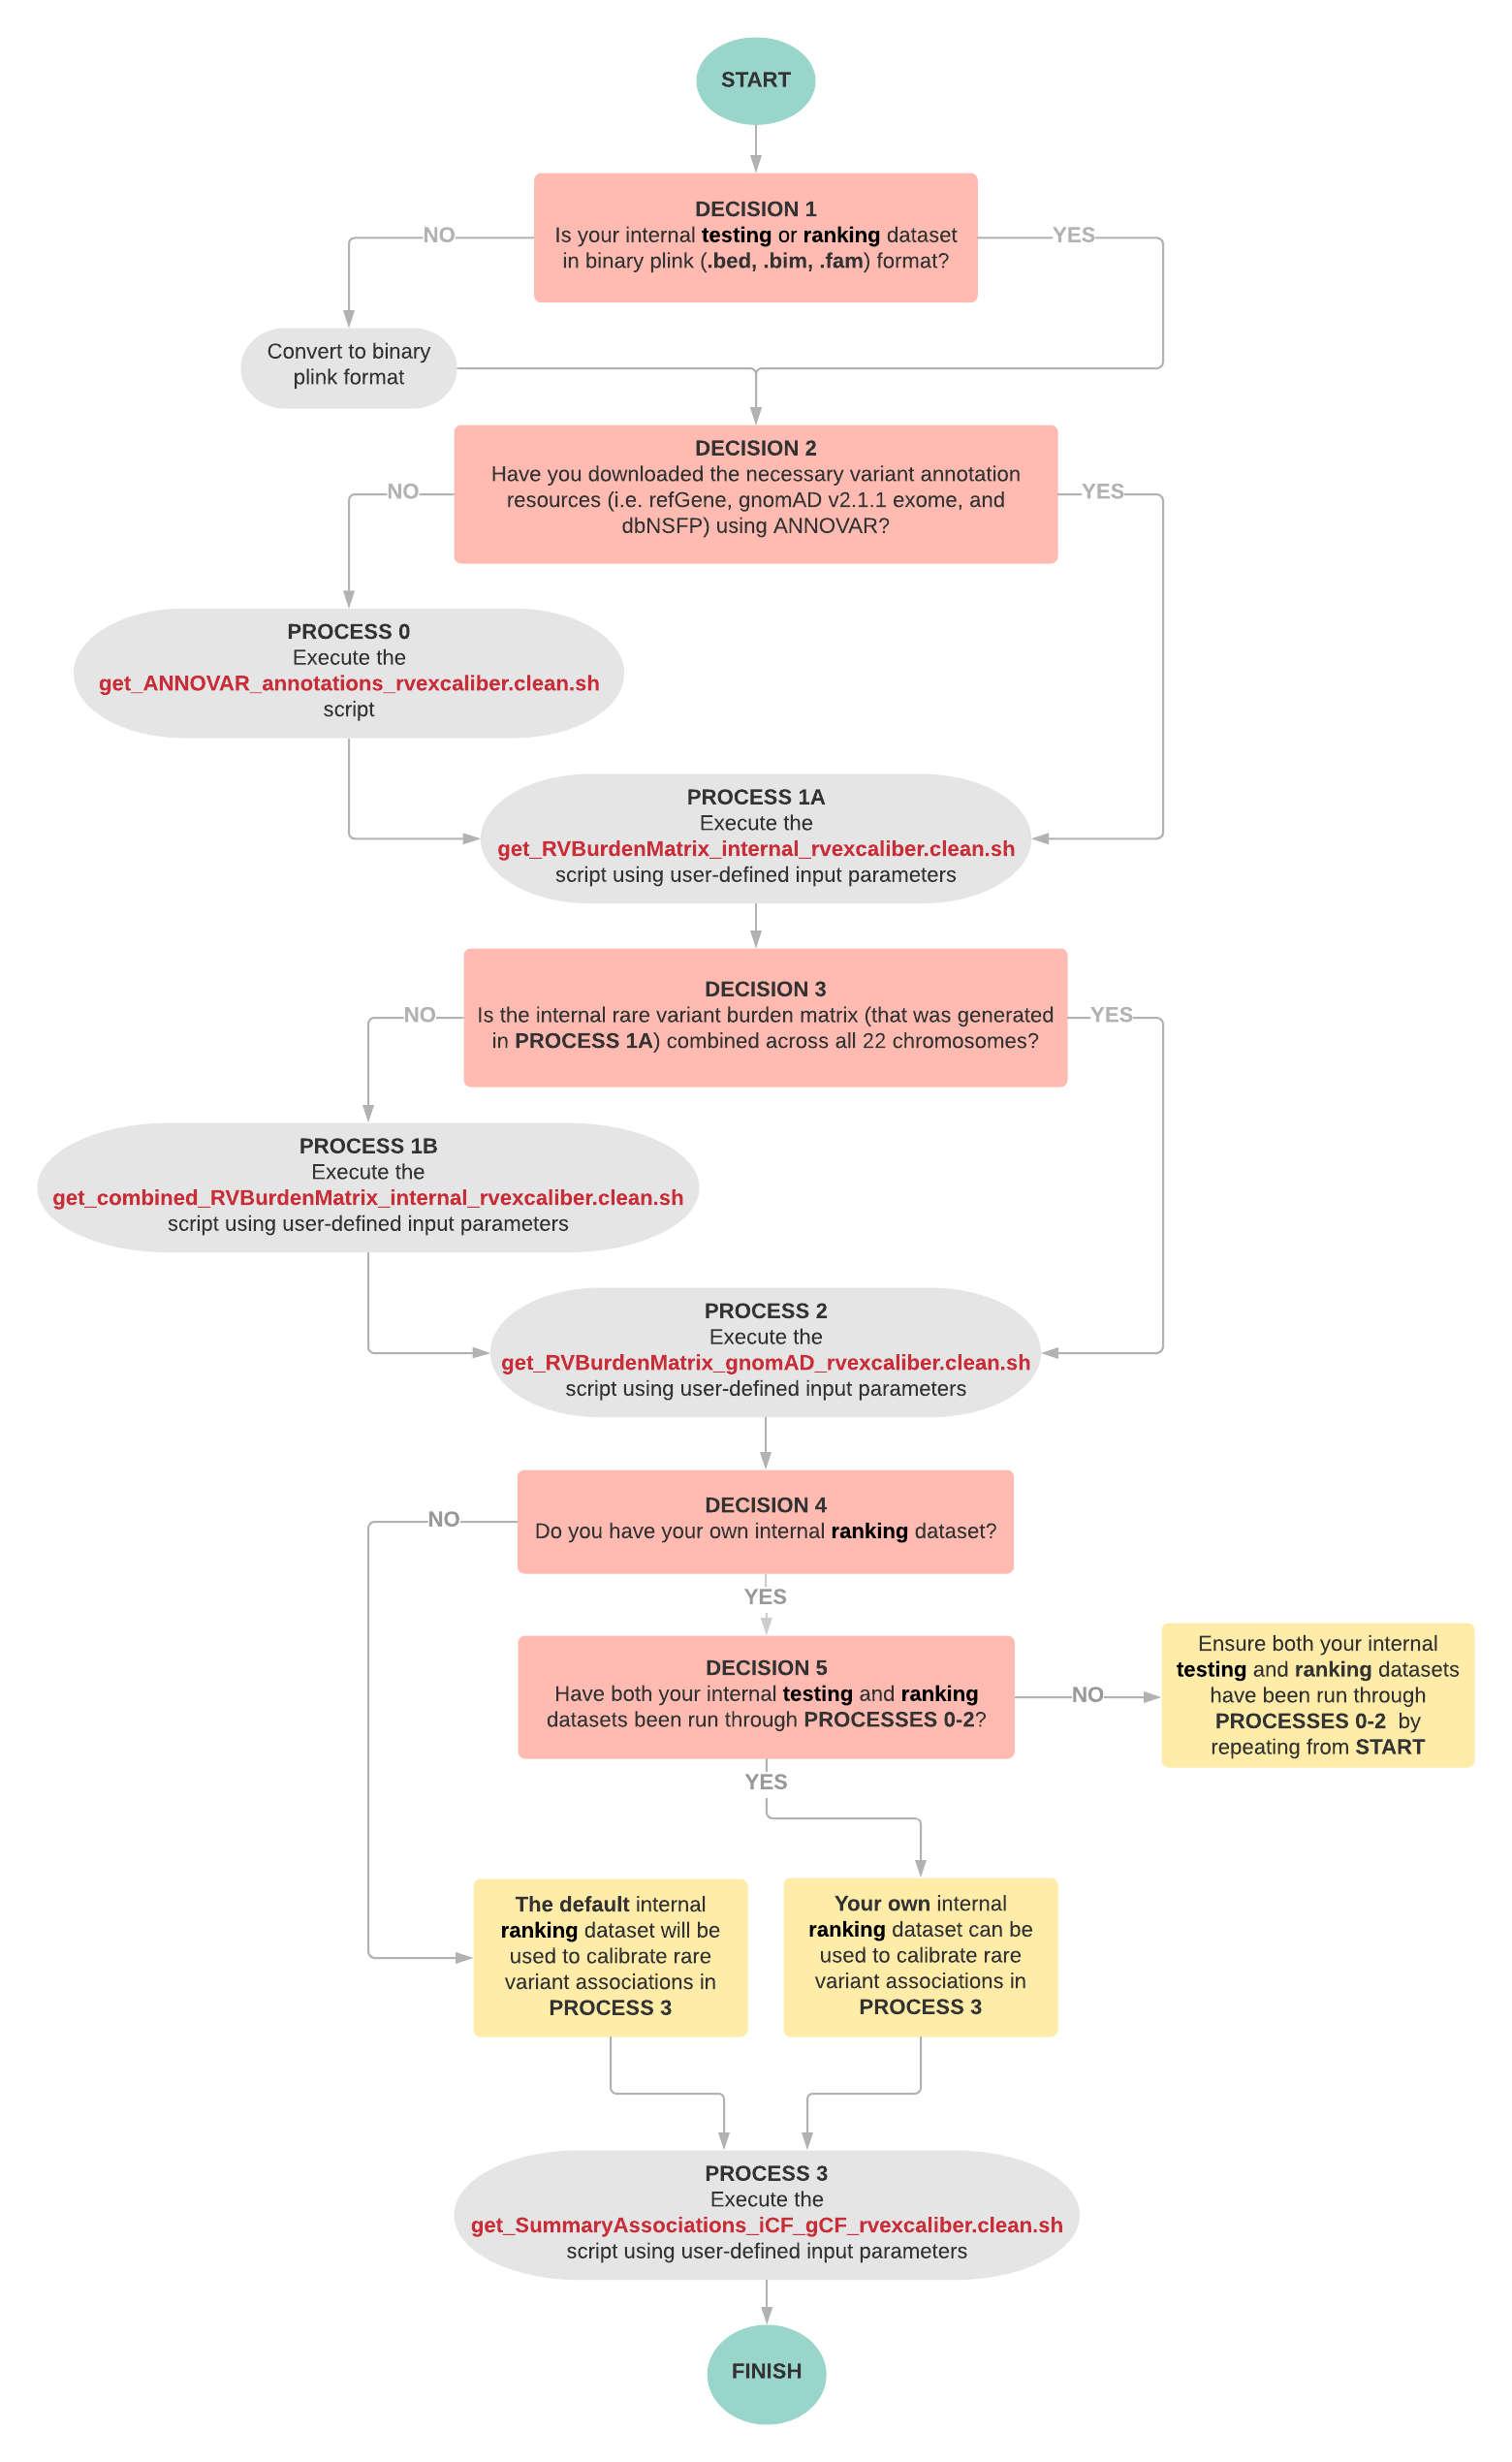 START
DECISION 1
Is your internal testing or ranking dataset
in binary plink (.bed, .bim, .fam) format?
NO
YES
Convert to binary
plink format
DECISION 2
Have you downloaded the necessary variant annotation
resources (i.e. refGene, gnomAD v2.1.1 exome, and
dbNSFP) using ANNOVAR?
NO
YES
PROCESS 0
Execute the
get_ANNOVAR_annotations_rvexcaliber.clean.sh
script
PROCESS 1A
Execute the
get_RVBurdenMatrix_internal_rvexcaliber.clean.sh
script using user-defined input parameters
DECISION 3
Is the internal rare variant burden matrix (that was generated
in PROCESS 1A) combined across all 22 chromosomes?
NO
YES
PROCESS 1B
Execute the
get_combined_RVBurdenMatrix_internal_rvexcaliber.clean.sh
script using user-defined input parameters
PROCESS 2
Execute the
get_RVBurdenMatrix_gnomAD_rvexcaliber.clean.sh
script using user-defined input parameters
DECISION 4
Do you have your own internal ranking dataset?
NO
YES
DECISION 5
Have both your internal testing and ranking
datasets been run through PROCESSES 0-2?
NO
Ensure both your internal
testing and ranking datasets
have been run through
PROCESSES 0-2 by
repeating from START
YES
The default internal
ranking dataset will be
used to calibrate rare
variant associations in
PROCESS 3
Your own internal
ranking dataset can be
used to calibrate rare
variant associations in
PROCESS 3
PROCESS 3
Execute the
get_SummaryAssociations_iCF_gCF_rvexcaliber.clean.sh
script using user-defined input parameters
FINISH